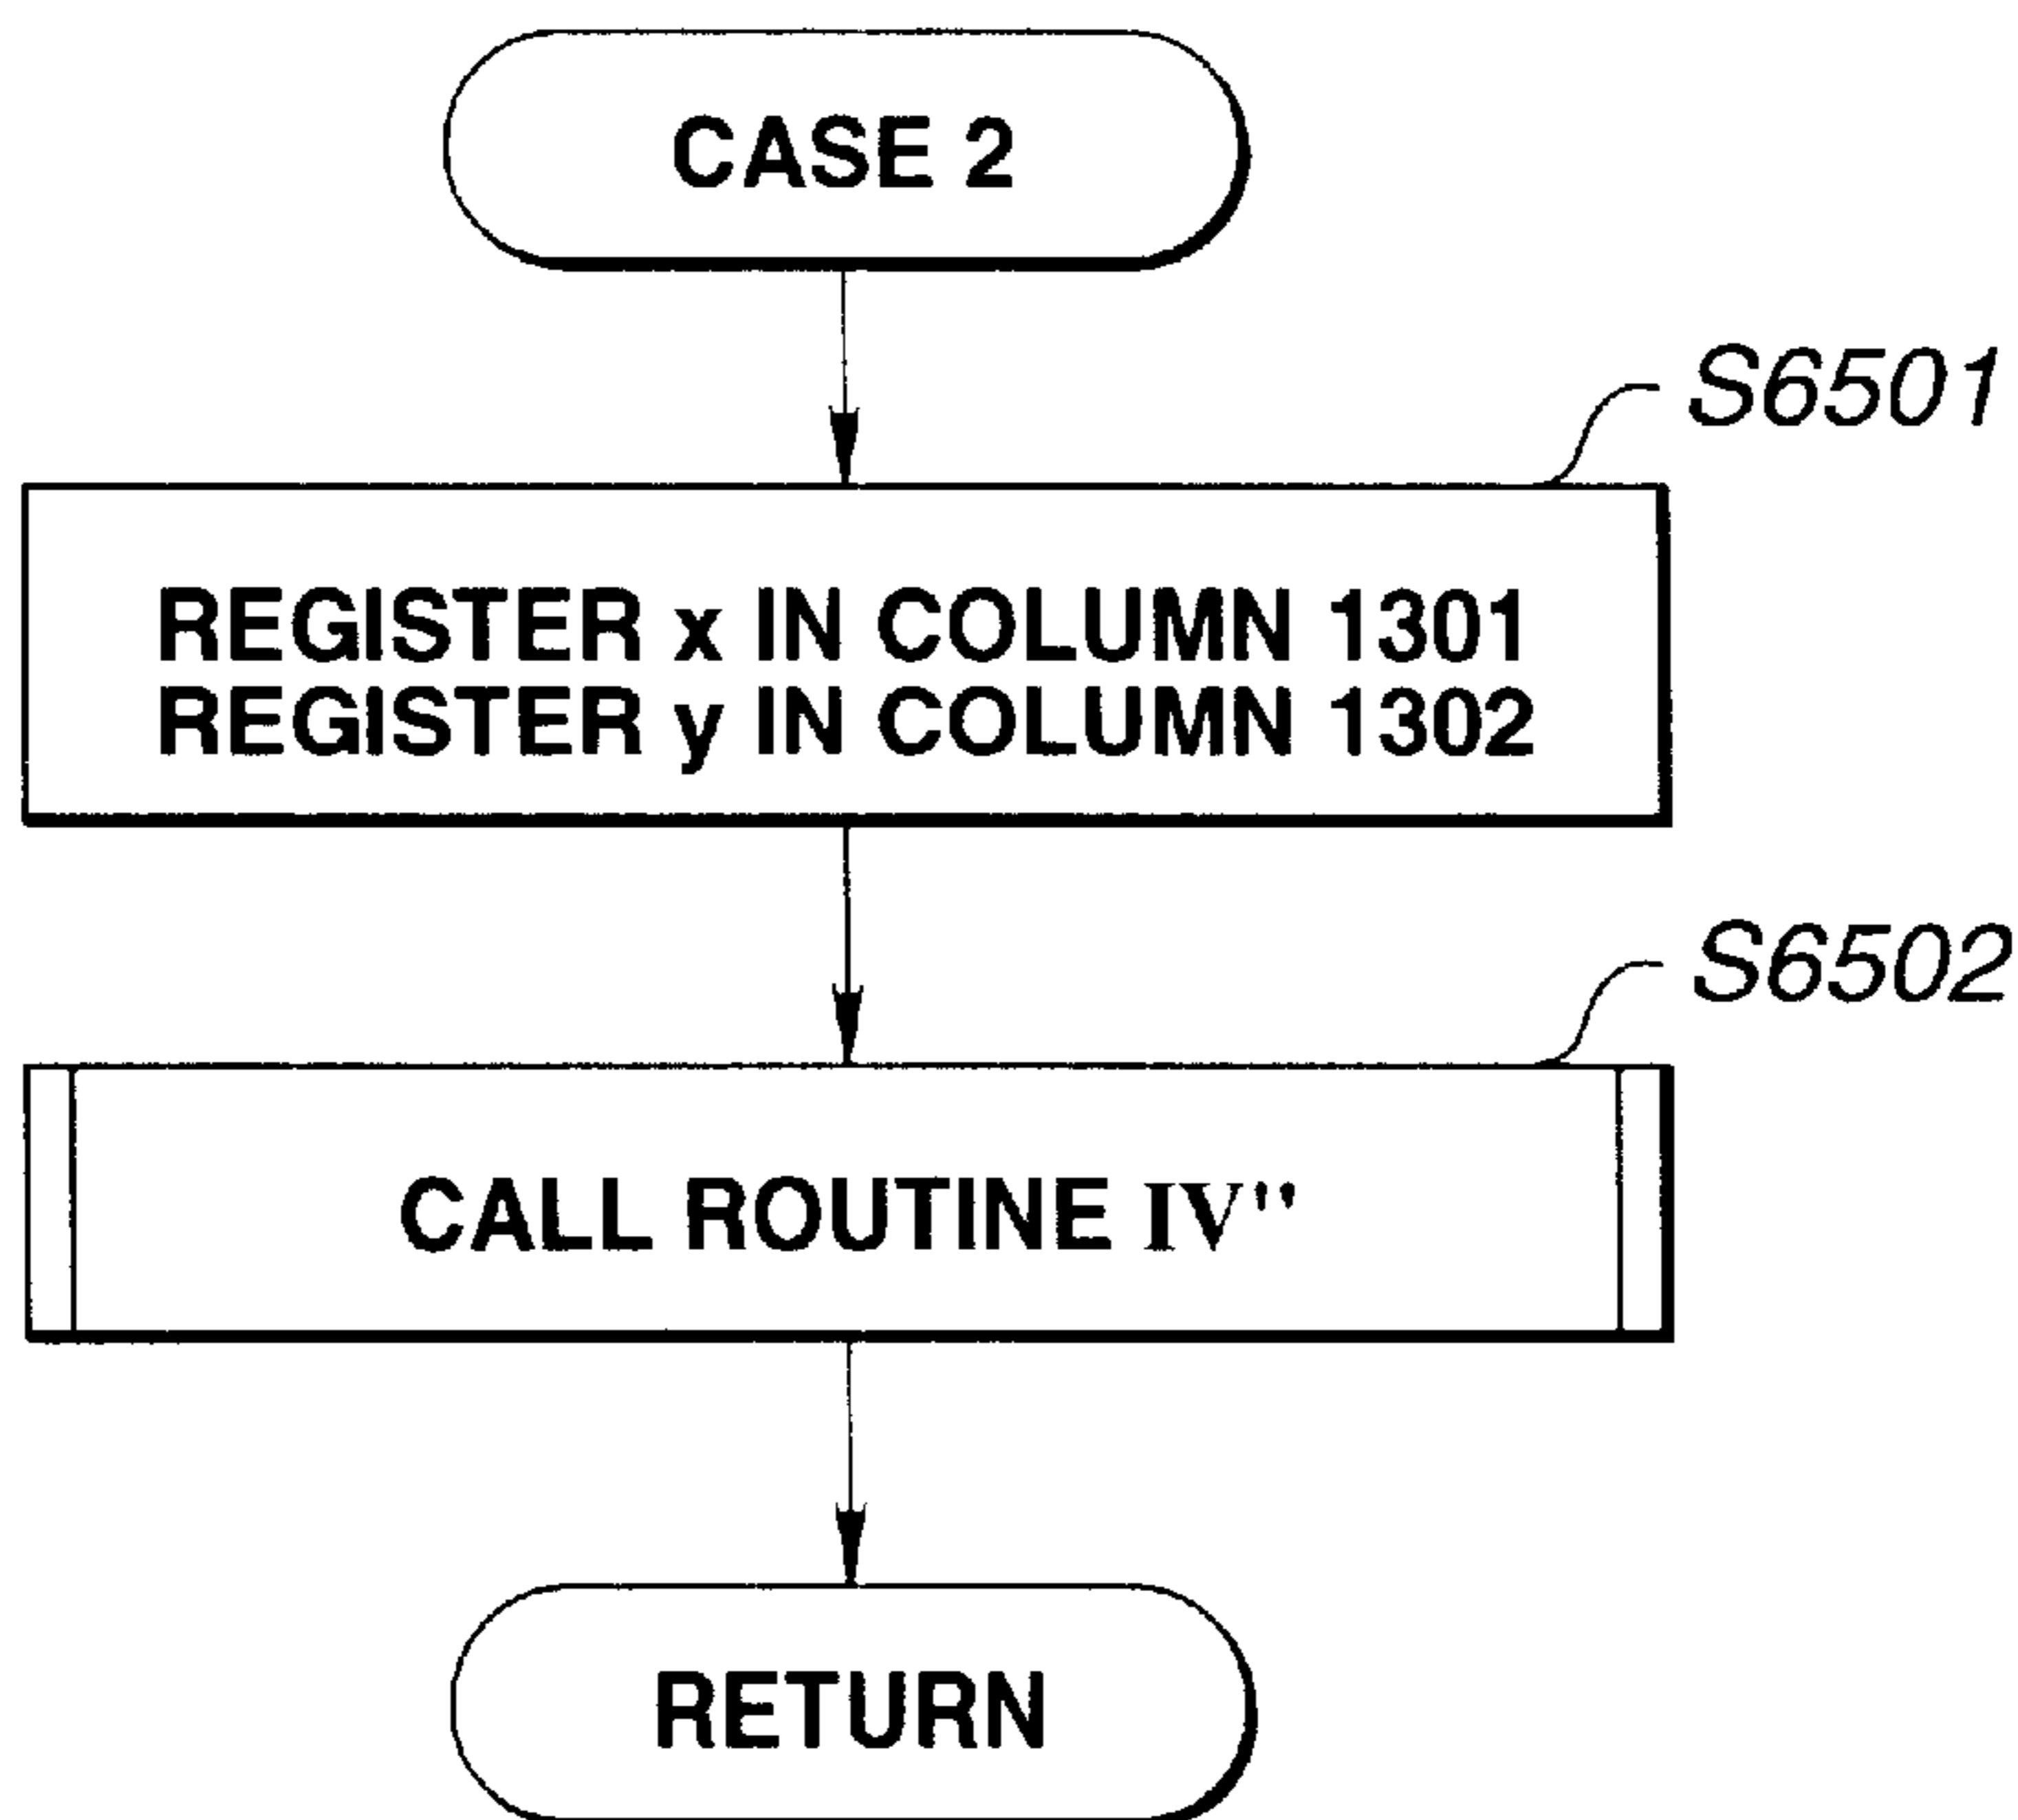 CASE 2
S6501
REGISTER x IN COLUMN 1301
REGISTER y IN COLUMN 1302
S6502
CALL ROUTINE IV''
RETURN